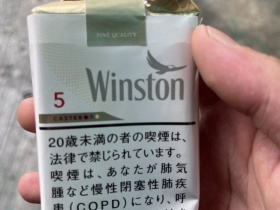 FINE QUALITY
Winston
5
CASTER
20歳未満の者の喫煙は、
法律で禁じられています。
喫煙は、あなたが肺気
腫など慢性閉塞性肺疾
患(COPD)になり、呼